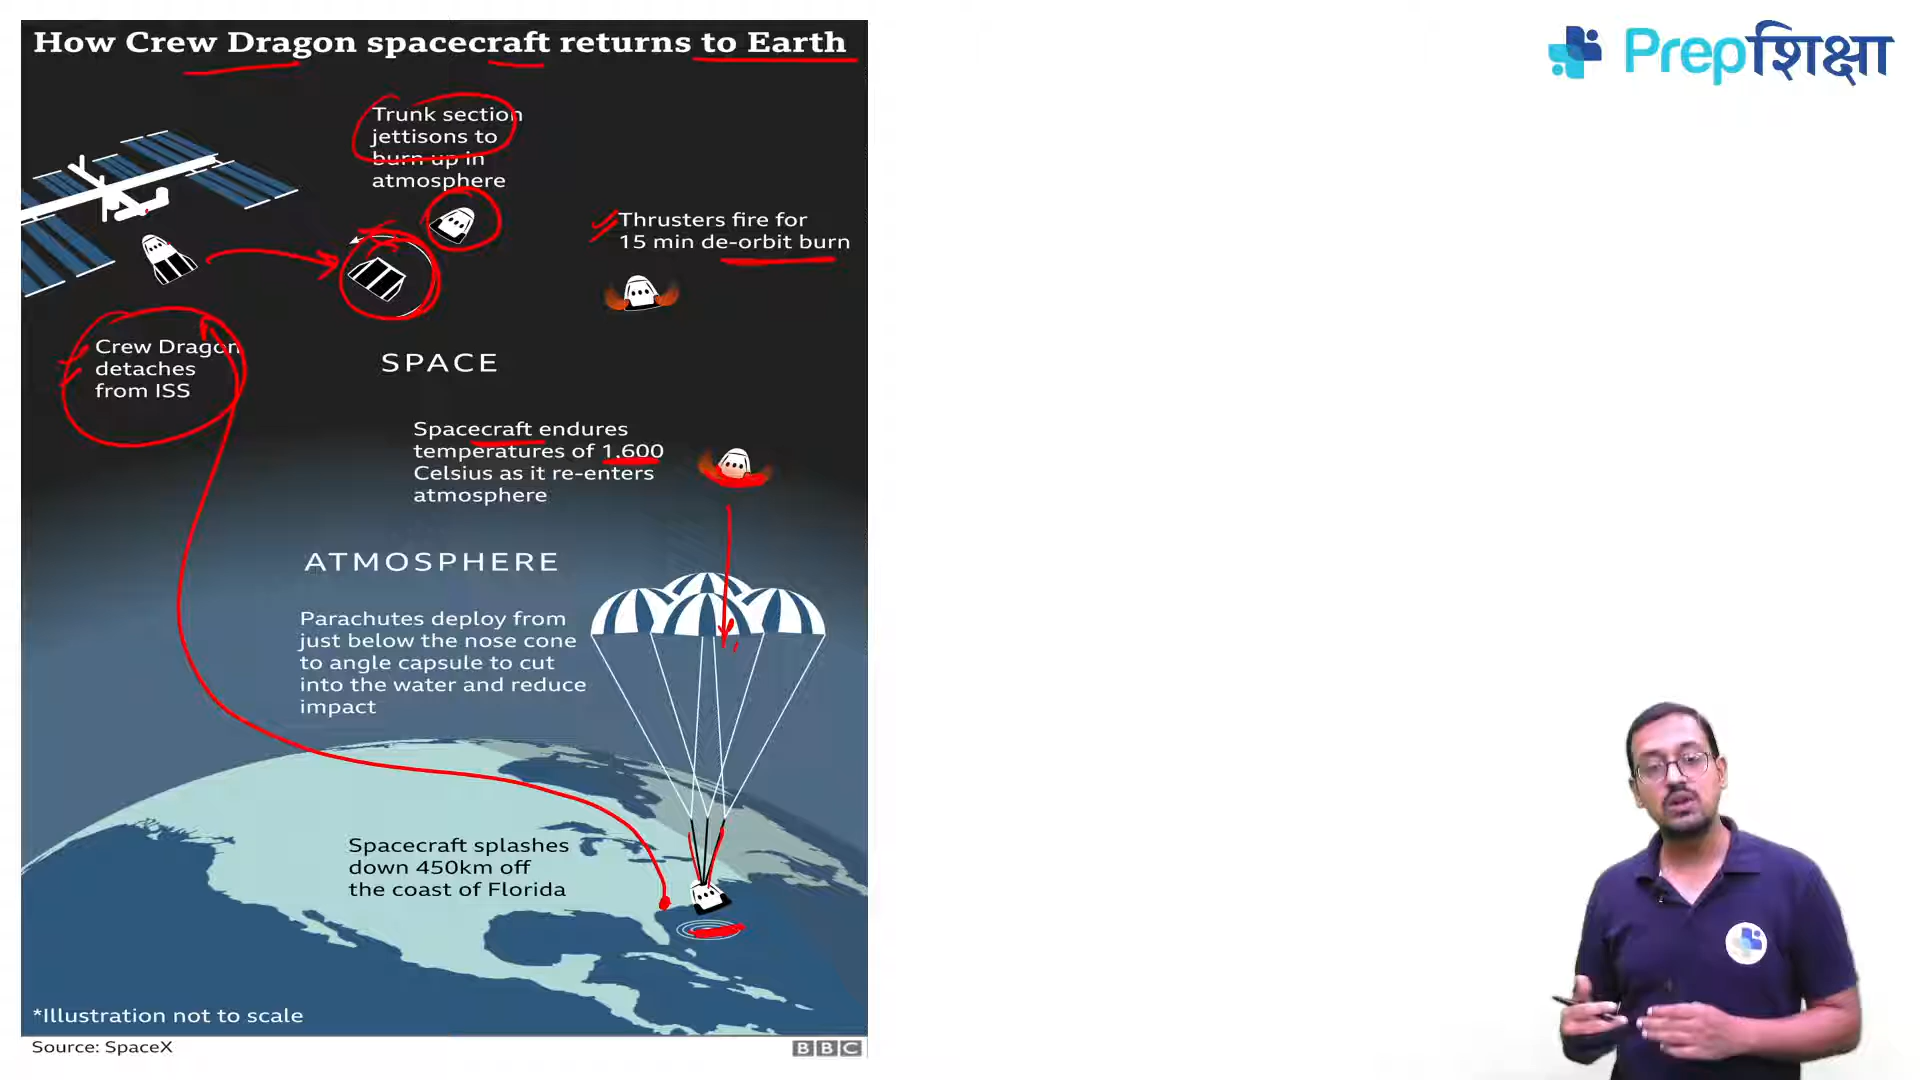 How Crew Dragon spacecraft returns to Earth
Prepशिक्षा
Trunk section
jettisons to
burn up in
atmosphere
Thrusters fire for
15 min de-orbit burn
Crew Dragon
detaches
from ISS
SPACE
Spacecraft endures
temperatures of 1,600
Celsius as it re-enters
atmosphere
ATMOSPHERE
Parachutes deploy from
just below the nose cone
to angle capsule to cut
into the water and reduce
impact
Spacecraft splashes
down 450km off
the coast of Florida
*Illustration not to scale
Source: SpaceX
BBC